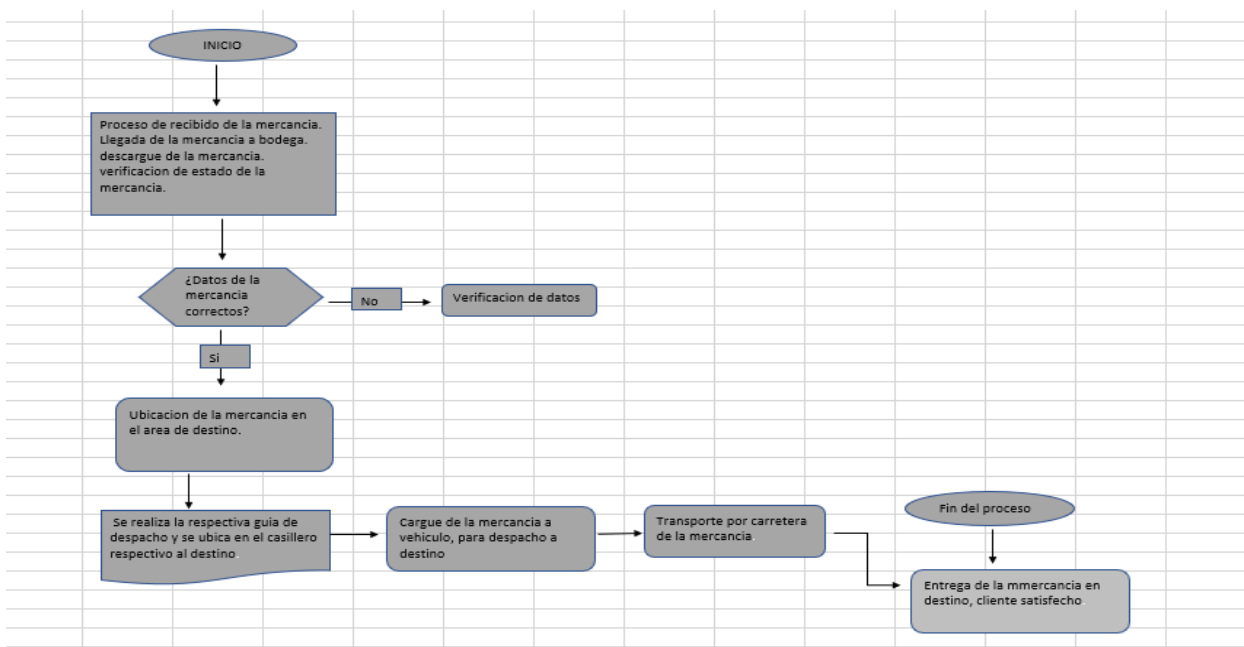 INICIO
Proceso de recibido de la mercancia.
Llegada de la mercancia a bodega.
descargue de la mercancia.
verificacion de estado de la
mercancia.
¿Datos de la
mercancia
correctos?
No
Verificacion de datos
Si
Ubicacion de la mercancia en
el area de destino.
Se realiza la respectiva guia de
despacho y se ubica en el casillero
respectivo al destino.
Cargue de la mercancia a
vehiculo, para despacho a
destino
Transporte por carretera
de la mercancia.
Fin del proceso
Entrega de la mmercancia en
destino, cliente satisfecho.